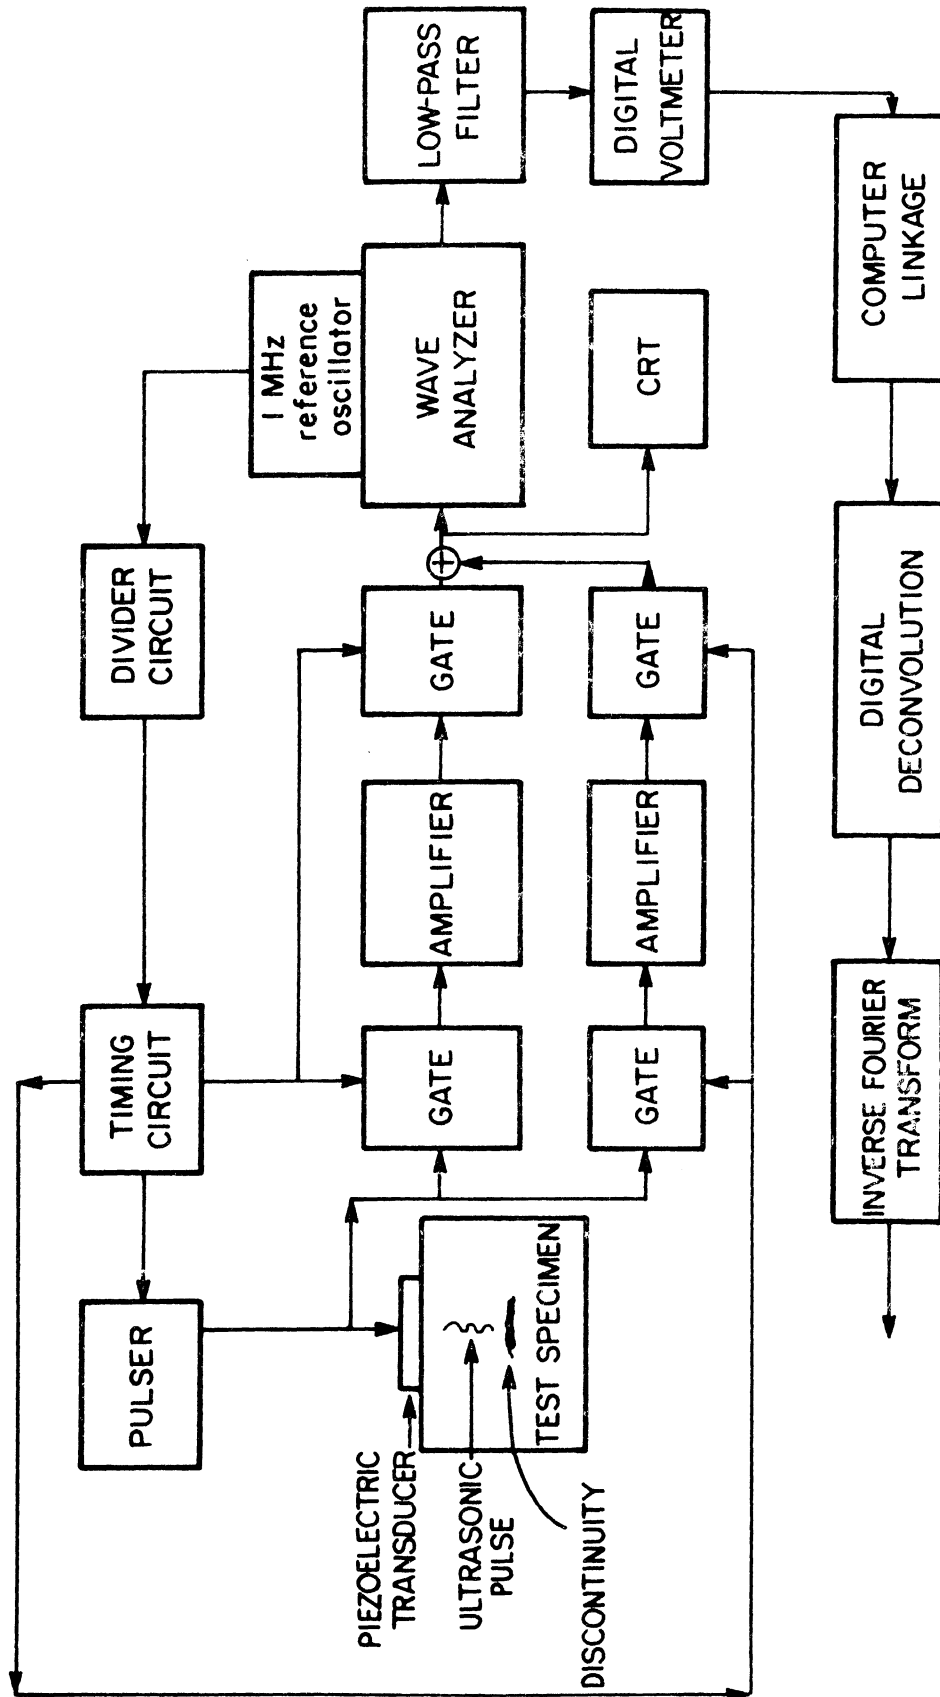 PULSER
TIMING
CIRCUIT
DIVIDER
CIRCUIT
1 MHz
reference
oscillator
PIEZOELECTRIC
TRANSDUCER
ULTRASONIC
PULSE
DISCONTINUITY
TEST SPECIMEN
GATE
AMPLIFIER
GATE
+
WAVE
ANALYZER
LOW-PASS
FILTER
GATE
AMPLIFIER
GATE
CRT
DIGITAL
VOLTMETER
INVERSE FOURIER
TRANSFORM
DIGITAL
DECONVOLUTION
COMPUTER
LINKAGE